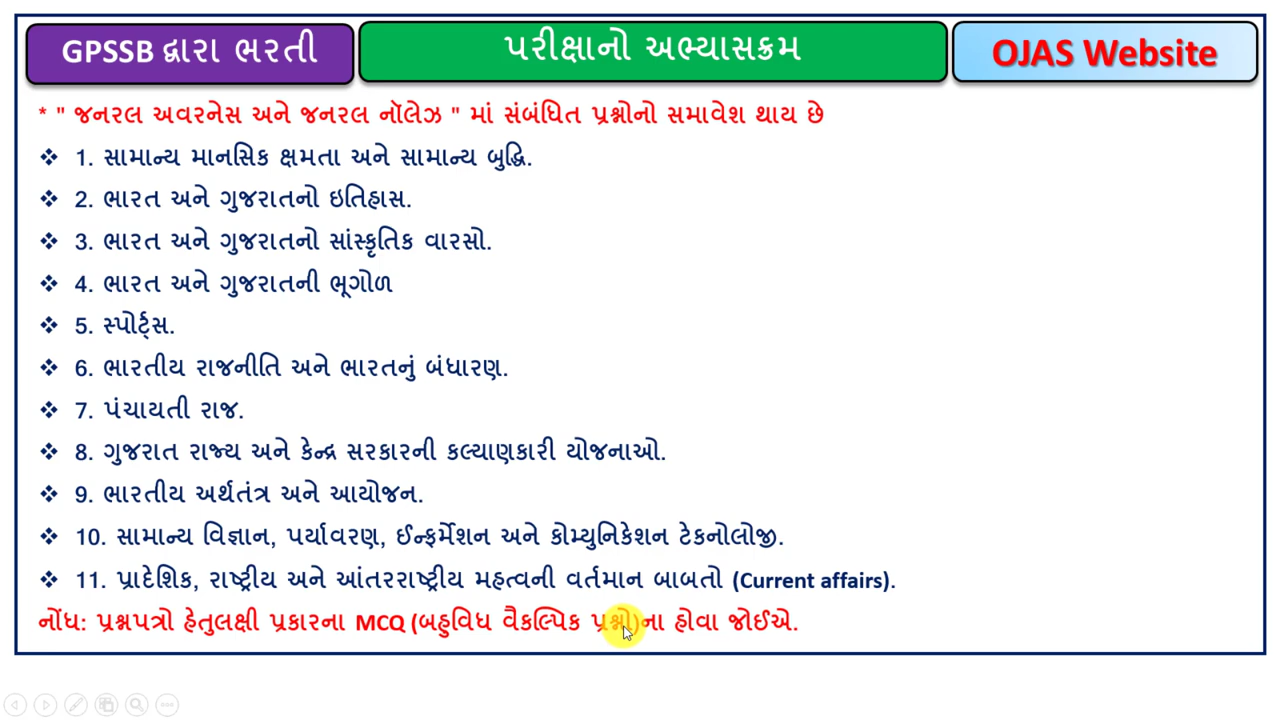 GPSSB દ્વારા ભરતી
પરીક્ષાનો અભ્યાસક્રમ
OJAS Website
* " જનરલ અવરનેસ અને જનરલ નૉલેઝ " માં સંબંધિત પ્રશ્નોનો સમાવેશ થાય છે
❖ 1. સામાન્ય માનસિક ક્ષમતા અને સામાન્ય બુદ્ધિ.
❖ 2. ભારત અને ગુજરાતનો ઇતિહાસ.
❖ 3. ભારત અને ગુજરાતનો સાંસ્કૃતિક વારસો.
❖ 4. ભારત અને ગુજરાતની ભૂગોળ
❖ 5. સ્પોર્ટ્સ.
❖ 6. ભારતીય રાજનીતિ અને ભારતનું બંધારણ.
❖ 7. પંચાયતી રાજ.
❖ 8. ગુજરાત રાજ્ય અને કેન્દ્ર સરકારની કલ્યાણકારી યોજનાઓ.
❖ 9. ભારતીય અર્થતંત્ર અને આયોજન.
❖ 10. સામાન્ય વિજ્ઞાન, પર્યાવરણ, ઈન્ફર્મેશન અને કોમ્યુનિકેશન ટેકનોલોજી.
❖ 11. પ્રાદેશિક, રાષ્ટ્રીય અને આંતરરાષ્ટ્રીય મહત્વની વર્તમાન બાબતો (Current affairs).
નોંધ: પ્રશ્નપત્રો હેતુલક્ષી પ્રકારના MCQ (બહુવિધ વૈકલ્પિક પ્રશ્નો)ના હોવા જોઈએ.